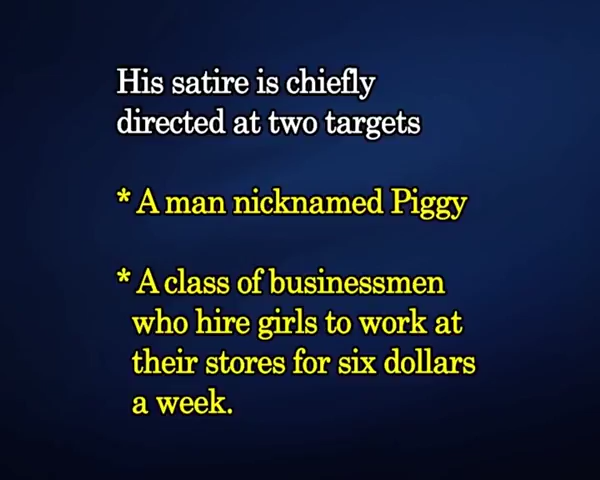 His satire is chiefly
directed at two targets
* A man nicknamed Piggy
* A class of businessmen
who hire girls to work at
their stores for six dollars
a week.